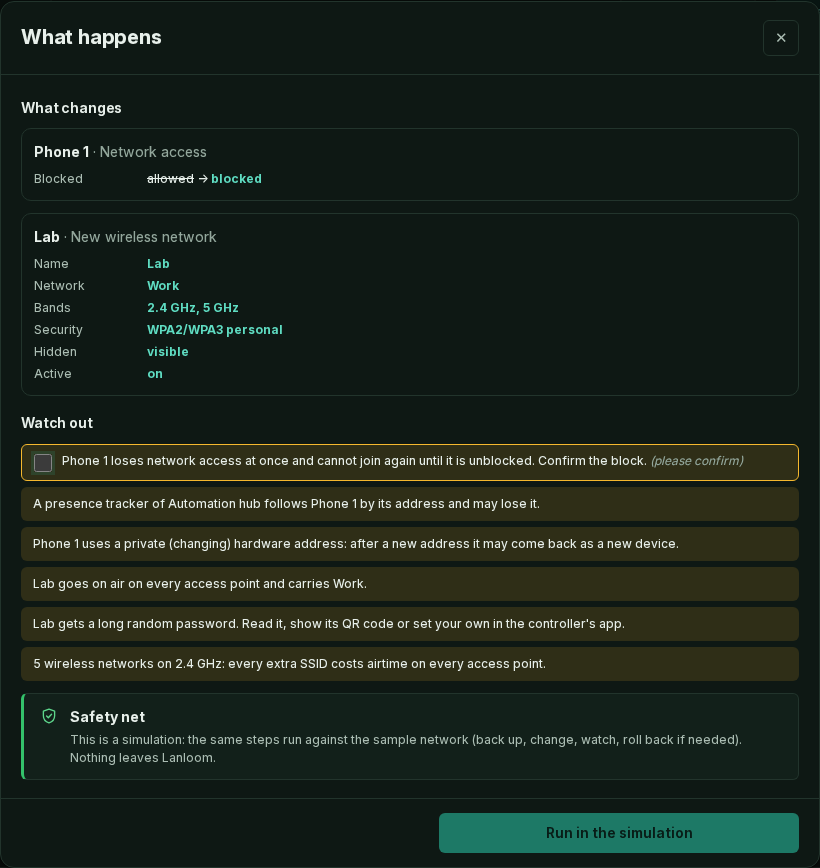 What happens
What changes
Phone 1 · Network access
Blocked allowed → blocked
Lab · New wireless network
Name Lab
Network Work
Bands 2.4 GHz, 5 GHz
Security WPA2/WPA3 personal
Hidden visible
Active on
Watch out
Phone 1 loses network access at once and cannot join again until it is unblocked. Confirm the block. (please confirm)
A presence tracker of Automation hub follows Phone 1 by its address and may lose it.
Phone 1 uses a private (changing) hardware address: after a new address it may come back as a new device.
Lab goes on air on every access point and carries Work.
Lab gets a long random password. Read it, show its QR code or set your own in the controller's app.
5 wireless networks on 2.4 GHz: every extra SSID costs airtime on every access point.
Safety net
This is a simulation: the same steps run against the sample network (back up, change, watch, roll back if needed).
Nothing leaves Lanloom.
Run in the simulation